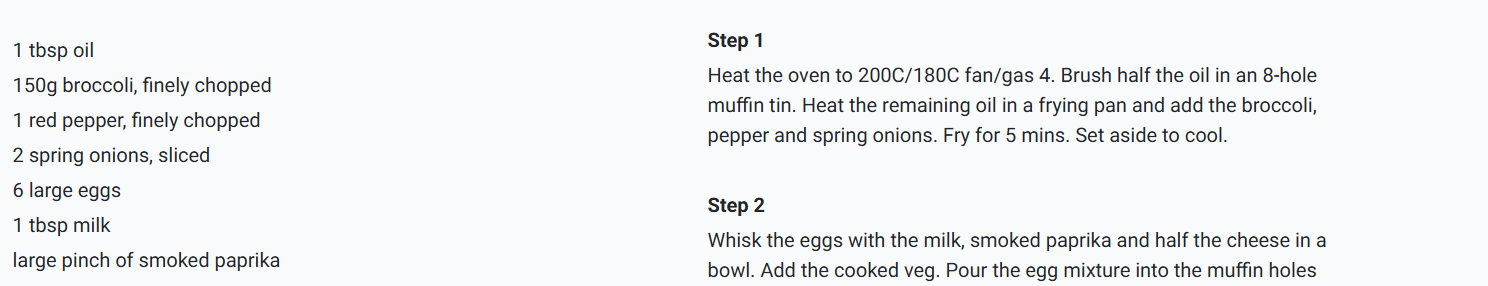 1 tbsp oil
150g broccoli, finely chopped
1 red pepper, finely chopped
2 spring onions, sliced
6 large eggs
1 tbsp milk
large pinch of smoked paprika
Step 1
Heat the oven to 200C/180C fan/gas 4. Brush half the oil in an 8-hole
muffin tin. Heat the remaining oil in a frying pan and add the broccoli,
pepper and spring onions. Fry for 5 mins. Set aside to cool.
Step 2
Whisk the eggs with the milk, smoked paprika and half the cheese in a
bowl. Add the cooked veg. Pour the egg mixture into the muffin holes